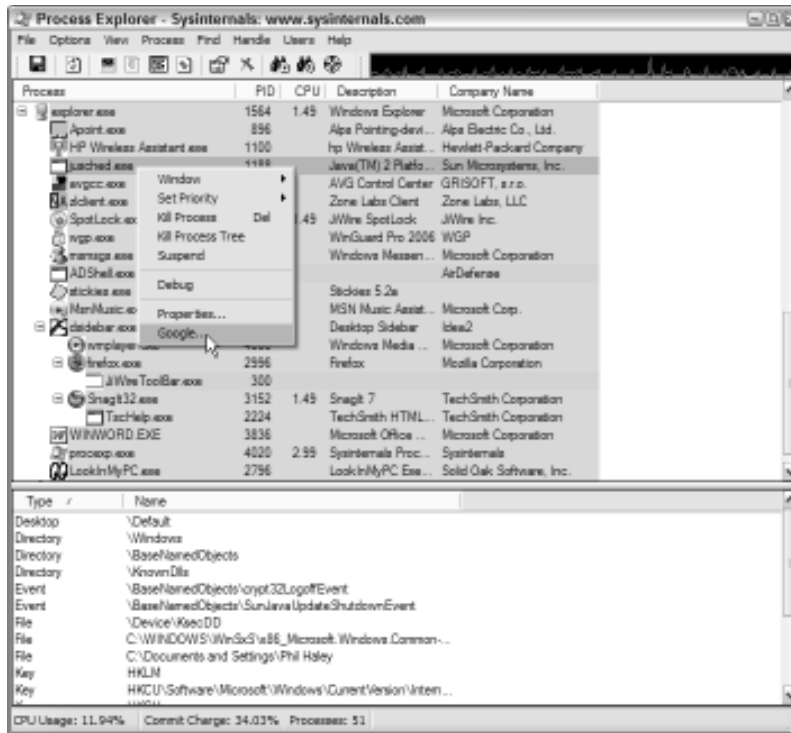 Process Explorer - Sysinternals: www.sysinternals.com
File Options View Process Find Handle Users Help
Process PID CPU Description Company Name
explorer.exe 1564 1.49 Windows Explorer Microsoft Corporation
Apoint.exe 896 Alps Pointing-devi... Alps Electric Co., Ltd.
HP Wireless Assistant.exe 1100 hp Wireless Assist... Hewlett-Packard Company
jusched.exe 1188 Java(TM) 2 Platfo... Sun Microsystems, Inc.
avgcc.exe AVG Control Center GRISOFT, s.r.o.
zlclient.exe Zone Labs Client Zone Labs, LLC
SpotLock.ex .49 JiWire SpotLock JiWire Inc.
wgp.exe WinGuard Pro 2006 WGP
msmsgs.exe Windows Messen... Microsoft Corporation
ADShell.exe AirDefense
stickies.exe Stickies 5.2a
MsnMusic.ex MSN Music Assist... Microsoft Corp.
dsidebar.exe Desktop Sidebar Idea2
wmplayer. Windows Media ... Microsoft Corporation
firefox.exe 2996 Firefox Mozilla Corporation
JiWireToolBar.exe 300
SnagIt32.exe 3152 1.49 SnagIt 7 TechSmith Corporation
TscHelp.exe 2224 TechSmith HTML... TechSmith Corporation
WINWORD.EXE 3836 Microsoft Office ... Microsoft Corporation
procexp.exe 4020 2.99 Sysinternals Proc... Sysinternals
LookInMyPC.exe 2796 LookInMyPC Exe... Solid Oak Software, Inc.
Window
Set Priority
Kill Process Del
Kill Process Tree
Suspend
Debug
Properties...
Google...
Type / Name
Desktop \Default
Directory \Windows
Directory \BaseNamedObjects
Directory \KnownDlls
Event \BaseNamedObjects\crypt32LogoffEvent
Event \BaseNamedObjects\SunJavaUpdateShutdownEvent
File \Device\KsecDD
File C:\WINDOWS\WinSxS\x86_Microsoft.Windows.Common-...
File C:\Documents and Settings\Phil Haley
Key HKLM
Key HKCU\Software\Microsoft\Windows\CurrentVersion\Intern...
CPU Usage: 11.94% Commit Charge: 34.03% Processes: 51